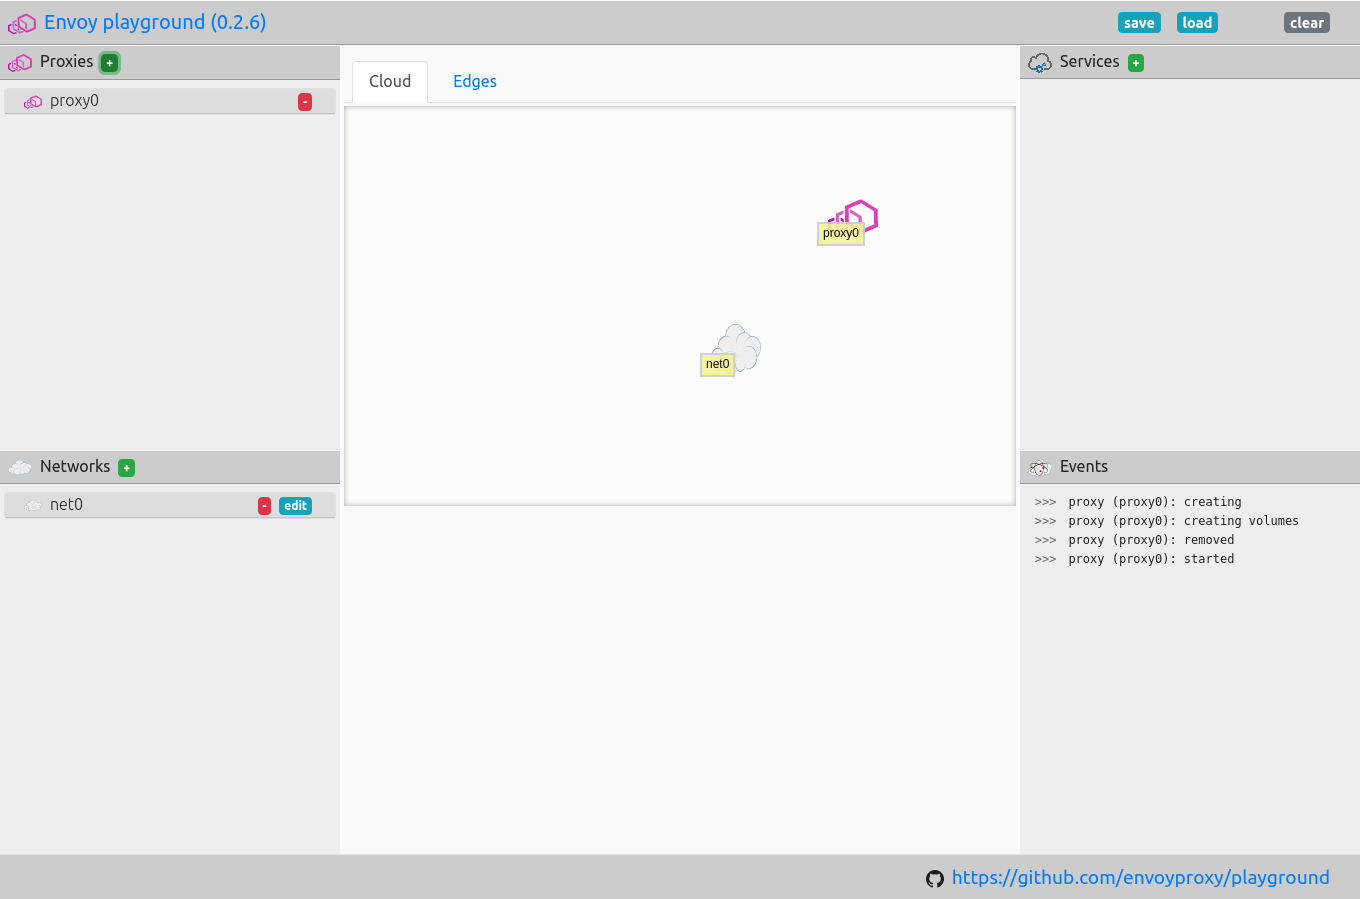 Envoy playground (0.2.6)
save
load
clear
Proxies +
proxy0 -
Cloud
Edges
proxy0
net0
Services +
Networks +
net0 - edit
Events
>>> proxy (proxy0): creating
>>> proxy (proxy0): creating volumes
>>> proxy (proxy0): removed
>>> proxy (proxy0): started
https://github.com/envoyproxy/playground